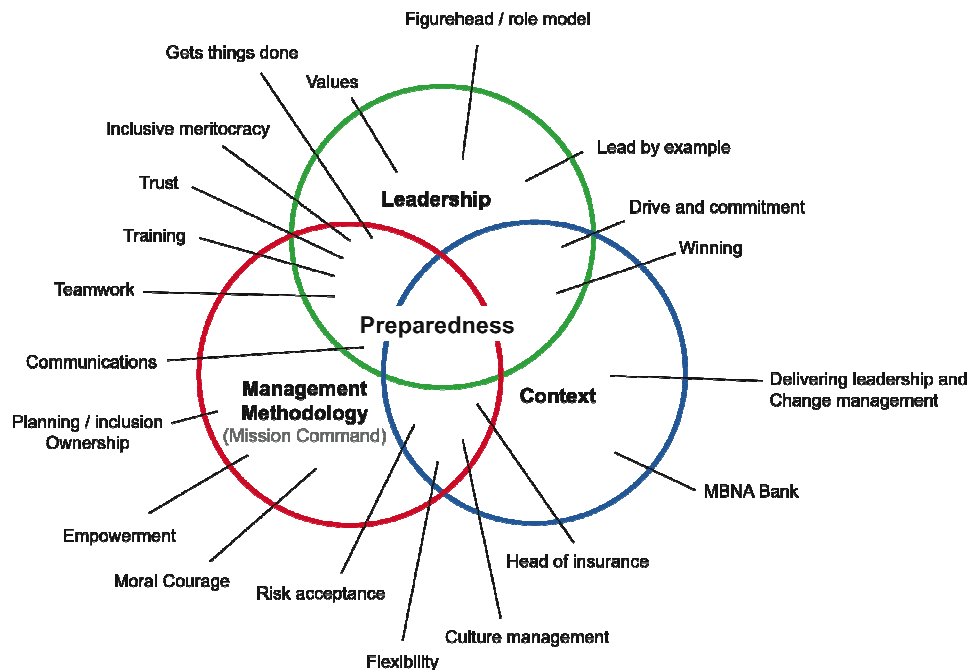 Figurehead / role model
Gets things done
Values
Inclusive meritocracy
Lead by example
Trust
Leadership
Drive and commitment
Training
Winning
Teamwork
Preparedness
Communications
Management
Methodology
(Mission Command)
Context
Delivering leadership and
Change management
Planning / inclusion
Ownership
MBNA Bank
Empowerment
Head of insurance
Moral Courage
Risk acceptance
Culture management
Flexibility